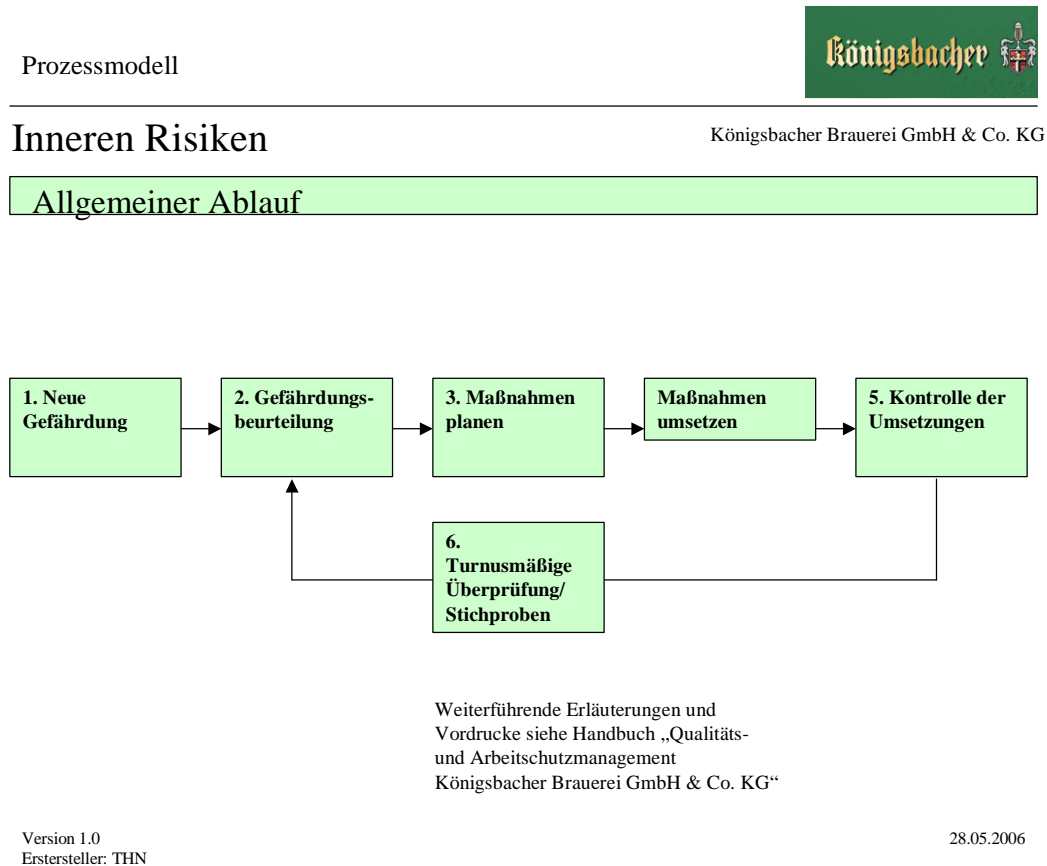 Prozessmodell
Königsbacher
Inneren Risiken
Königsbacher Brauerei GmbH & Co. KG
Allgemeiner Ablauf
1. Neue
Gefährdung
2. Gefährdungs-
beurteilung
3. Maßnahmen
planen
Maßnahmen
umsetzen
5. Kontrolle der
Umsetzungen
6.
Turnusmäßige
Überprüfung/
Stichproben
Weiterführende Erläuterungen und
Vordrucke siehe Handbuch „Qualitäts-
und Arbeitschutzmanagement
Königsbacher Brauerei GmbH & Co. KG“
Version 1.0
28.05.2006
Erstersteller: THN